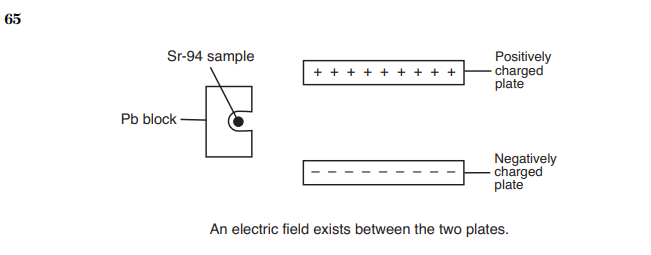 65
Sr-94 sample
Pb block
+ + + + + + + + +
Positively
charged
plate
– – – – – – – – –
Negatively
charged
plate
An electric field exists between the two plates.